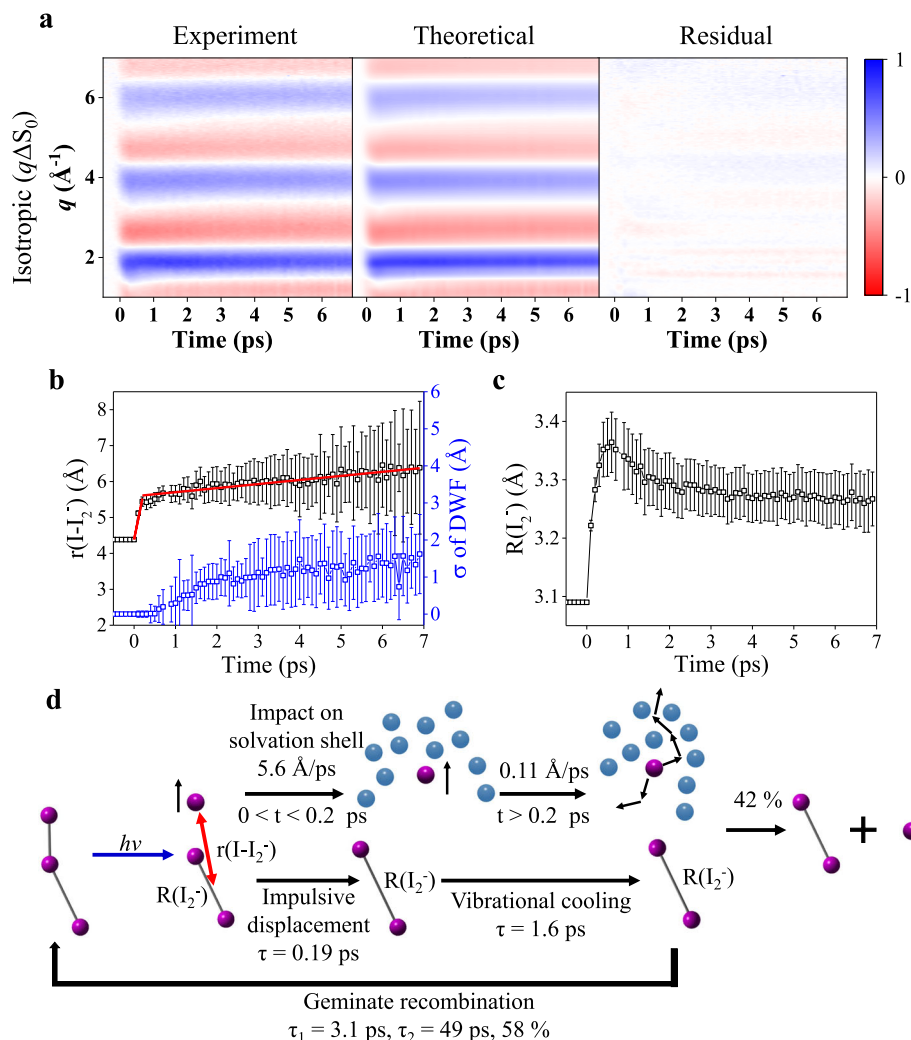 a
Experiment Theoretical Residual
Isotropic (qΔS₀)
q (Å⁻¹)
6
4
2
0 1 2 3 4 5 6
Time (ps)
0 1 2 3 4 5 6
Time (ps)
0 1 2 3 4 5 6
Time (ps)
1
0
-1
b
r(I-I₂⁻) (Å)
8
7
6
5
4
3
2
0 1 2 3 4 5 6 7
Time (ps)
6
5
4
3
2
1
0
σ of DWF (Å)
c
R(I₂⁻) (Å)
3.4
3.3
3.2
3.1
0 1 2 3 4 5 6 7
Time (ps)
d
hν
r(I-I₂⁻)
R(I₂⁻)
Impact on
solvation shell
5.6 Å/ps
0 < t < 0.2 ps
Impulsive
displacement
τ = 0.19 ps
R(I₂⁻)
0.11 Å/ps
t > 0.2 ps
Vibrational cooling
τ = 1.6 ps
R(I₂⁻)
42 %
+
Geminate recombination
τ₁ = 3.1 ps, τ₂ = 49 ps, 58 %